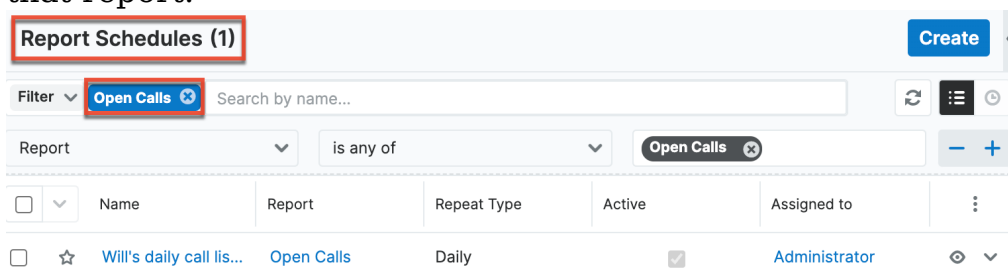 that report.
Report Schedules (1) Create
Filter Open Calls Search by name...
Report is any of Open Calls
Name Report Repeat Type Active Assigned to
Will's daily call lis... Open Calls Daily Administrator